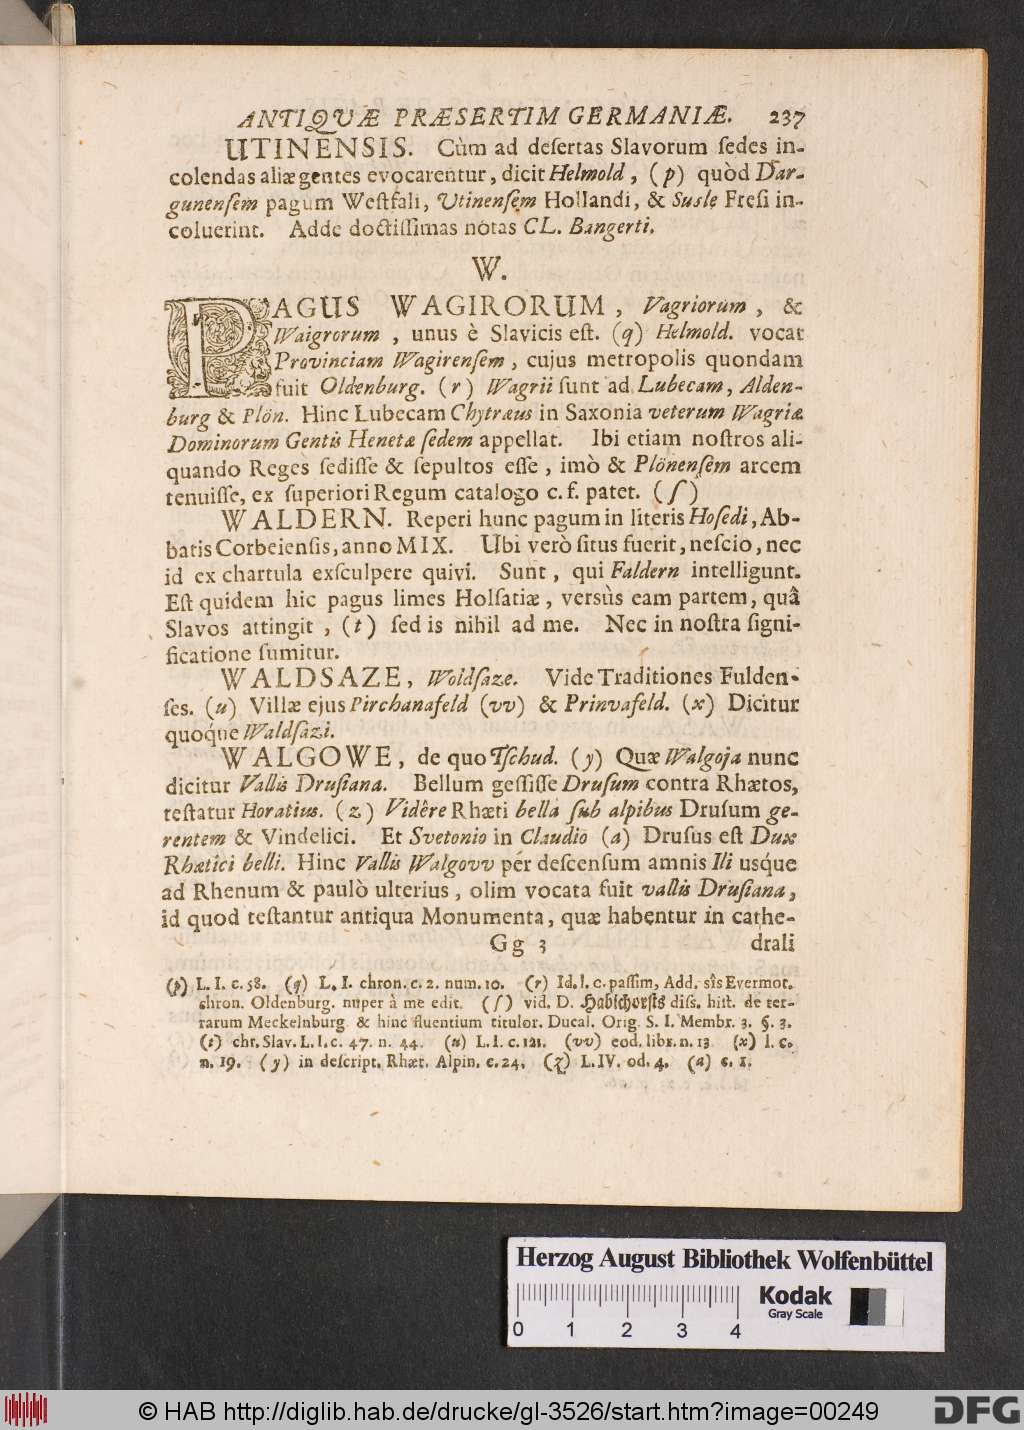 ANTIQVÆ PRÆSERTIM GERMANIÆ. 237
UTINENSIS. Cùm ad desertas Slavorum sedes in-
colendas aliæ gentes evocarentur, dicit Helmold, (p) quòd Dar-
gunensem pagum Westfali, Utinensem Hollandi, & Susle Fresi in-
coluerint. Adde doctissimas nótas CL. Bangerti.
W.
PAGUS WAGIRORUM, Vagriorum, &
Waigrorum, unus è Slavicis est. (q) Helmold. vocat
Provinciam Wagirensem, cujus metropolis quondam
fuit Oldenburg. (r) Wagrii sunt ad Lubecam, Alden-
burg & Plön. Hinc Lubecam Chytræus in Saxonia veterum Wagriæ
Dominorum Gentis Henetæ sedem appellat. Ibi etiam nostros ali-
quando Reges sedisse & sepultos esse, imò & Plönensem arcem
tenuisse, ex superiori Regum catalogo c. f. patet. (ſ)
WALDERN. Reperi hunc pagum in literis Hosedi, Ab-
batis Corbeiensis, anno MIX. Ubi verò situs fuerit, nescio, nec
id ex chartula exsculpere quivi. Sunt, qui Faldern intelligunt.
Est quidem hic pagus limes Holsatiæ, versùs eam partem, quâ
Slavos attingit, (t) sed is nihil ad me. Nec in nostra signi-
ficatione sumitur.
WALDSAZE, Woldsaze. Vide Traditiones Fulden-
ses. (u) Villæ ejus Pirchanafeld (vv) & Prinvafeld. (x) Dicitur
quoque Waldsazi.
WALGOWE, de quo Tschud. (y) Quæ Walgoja nunc
dicitur Vallis Drusiana. Bellum gessisse Drusum contra Rhætos,
testatur Horatius. (z) Vidêre Rhæti bella sub alpibus Drusum ge-
rentem & Vindelici. Et Svetonio in Claudio (a) Drusus est Dux
Rhætici belli. Hinc Vallis Walgovv per descensum amnis Ili usque
ad Rhenum & paulò ulterius, olim vocata fuit vallis Drusiana,
id quod testantur antiqua Monumenta, quæ habentur in cathe-
Gg 3 drali
(p) L. I. c. 58. (q) L. I. chron. c. 2. num. 10. (r) Id. l. c. passim, Add. sîs Evermot.
chron. Oldenburg. nuper à me edit. (ſ) vid. D. Habichorsts diss. hist. de ter-
rarum Meckelnburg. & hinc fluentium titulor. Ducal. Orig. S. I. Membr. 3. §. 3.
(t) chr. Slav. L. I. c. 47. n. 44. (u) L. I. c. 121. (vv) eod. libr. n. 13 (x) l. c.
n. 19. (y) in descript. Rhæt. Alpin. c. 24. (z) L. IV. od. 4. (a) c. 1.
Herzog August Bibliothek Wolfenbüttel
Kodak
Gray Scale
0 1 2 3 4
© HAB http://diglib.hab.de/drucke/gl-3526/start.htm?image=00249
DFG